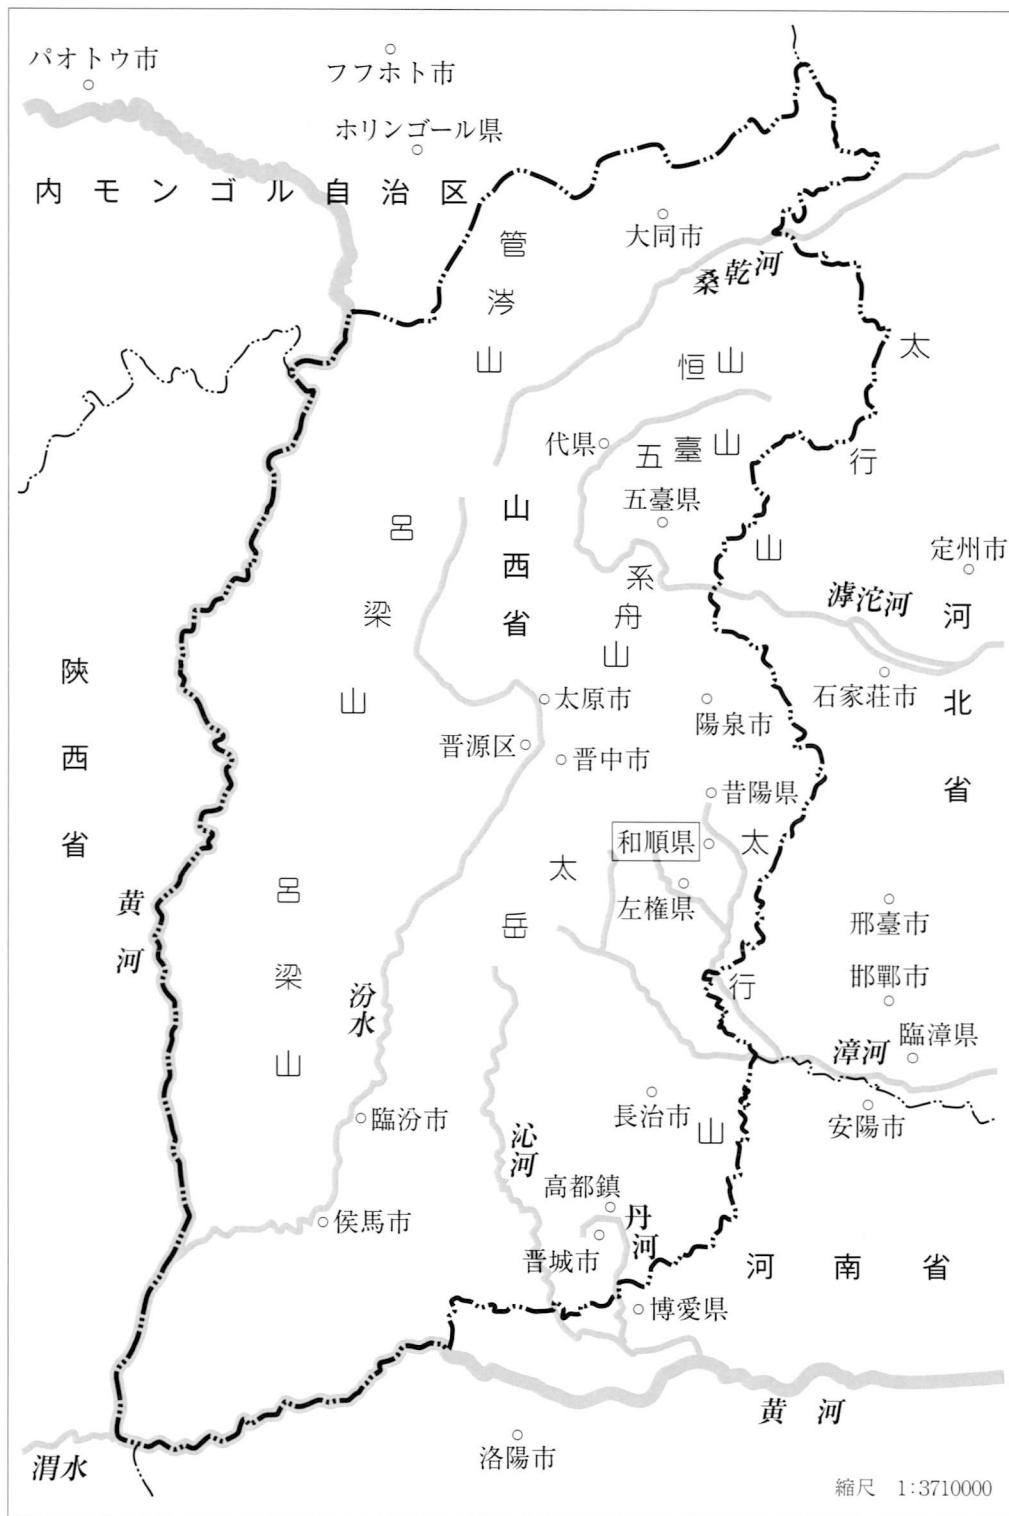 パオトウ市
フフホト市
ホリンゴール県
内モンゴル自治区
管涔山
大同市
桑乾河
恒山
太行山
代県
五臺山
五臺県
呂梁山
山西省
系舟山
定州市
滹沱河
河北省
石家荘市
陝西省
太原市
陽泉市
晋源区
晋中市
昔陽県
和順県
太行山
左権県
太岳
黄河
呂梁山
汾水
邢臺市
邯鄲市
臨漳県
漳河
安陽市
長治市
臨汾市
沁河
高都鎮
丹河
晋城市
侯馬市
河南省
博愛県
黄河
洛陽市
渭水
縮尺 1:3710000